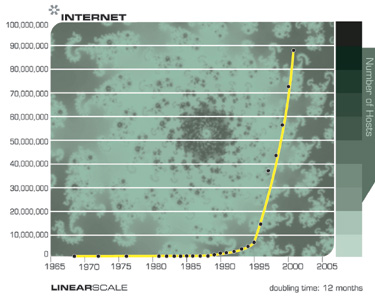 INTERNET
100,000,000
90,000,000
80,000,000
70,000,000
60,000,000
50,000,000
40,000,000
30,000,000
20,000,000
10,000,000
0
1965 1970 1975 1980 1985 1990 1995 2000 2005
Number of Hosts
LINEARSCALE
doubling time: 12 months